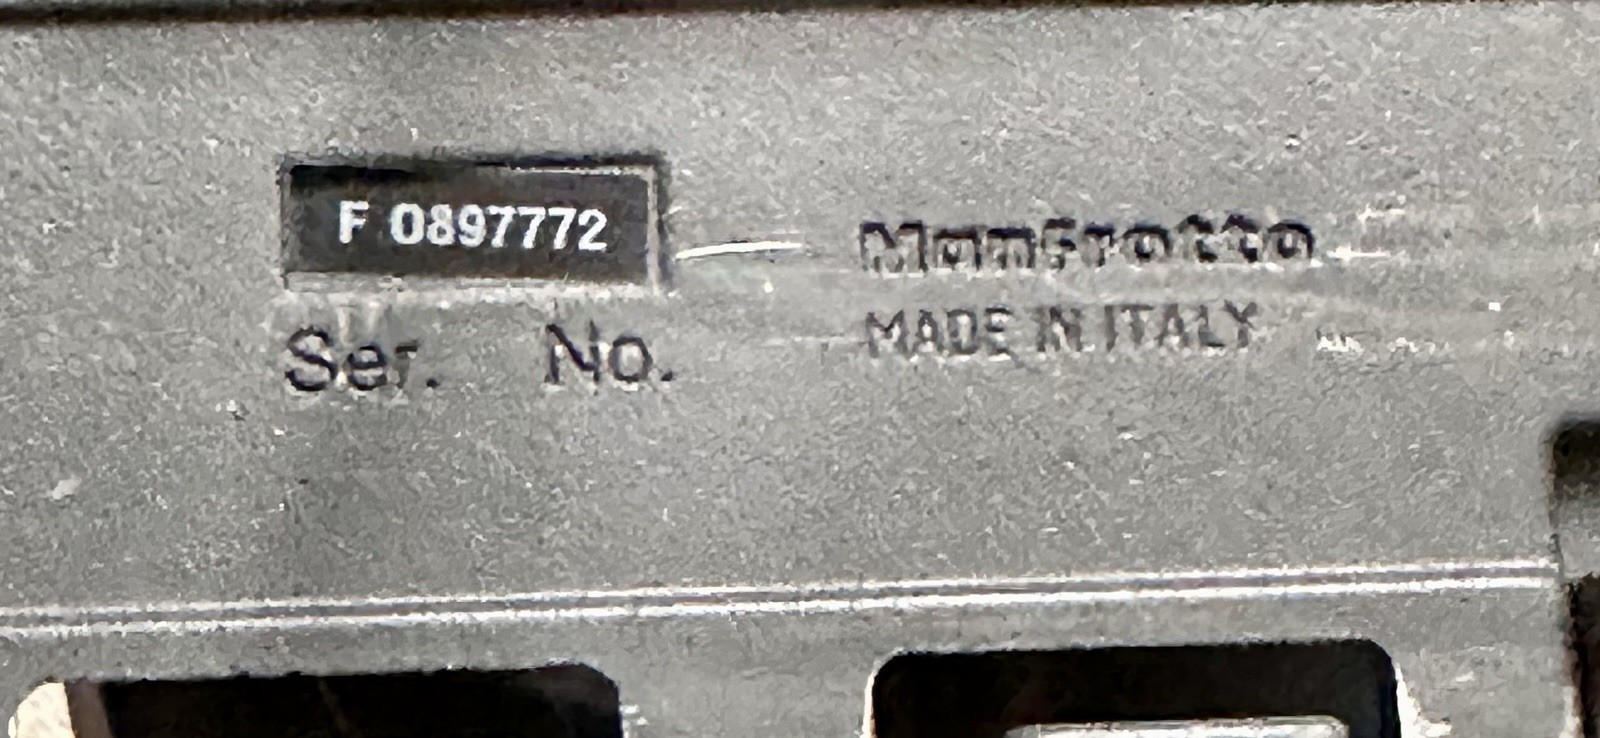 F 0897772
Ser. No.
Manfrotto
MADE IN ITALY